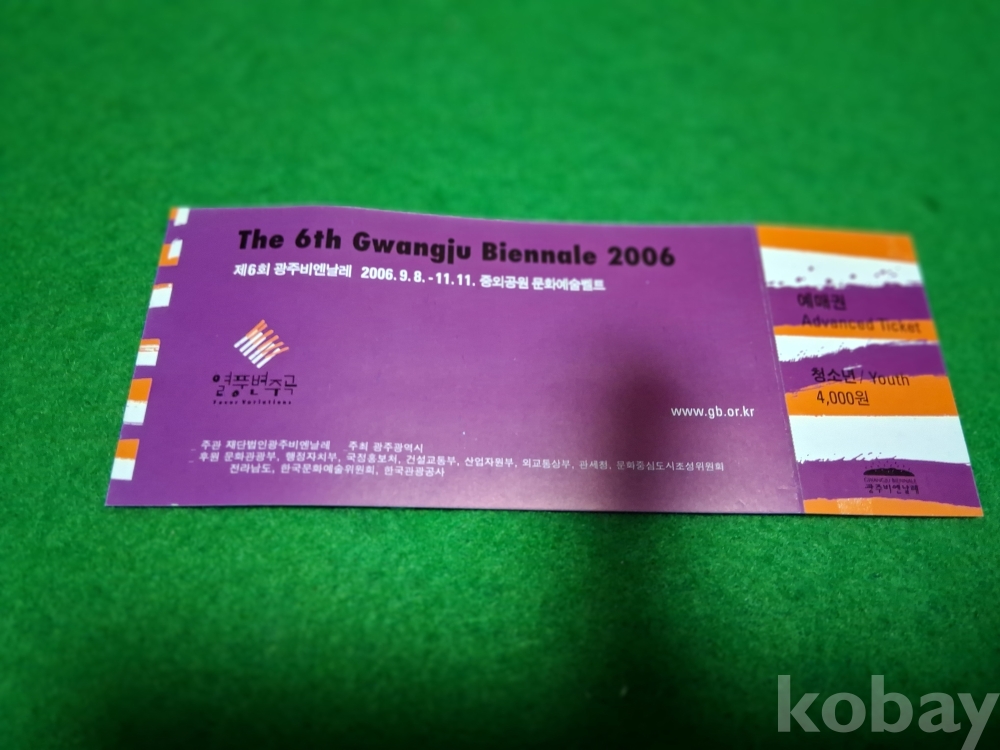 The 6th Gwangju Biennale 2006
제6회 광주비엔날레 2006. 9. 8. - 11. 11. 중외공원 문화예술벨트
열풍변주곡
Fever Variations
www.gb.or.kr
주관 재단법인광주비엔날레 주최 광주광역시
후원 문화관광부, 행정자치부, 국정홍보처, 건설교통부, 산업자원부, 외교통상부, 관세청, 문화중심도시조성위원회
전라남도, 한국문화예술위원회, 한국관광공사
예매권
Advanced Ticket
청소년 / Youth
4,000원
GWANGJU BIENNALE
광주비엔날레
kobay